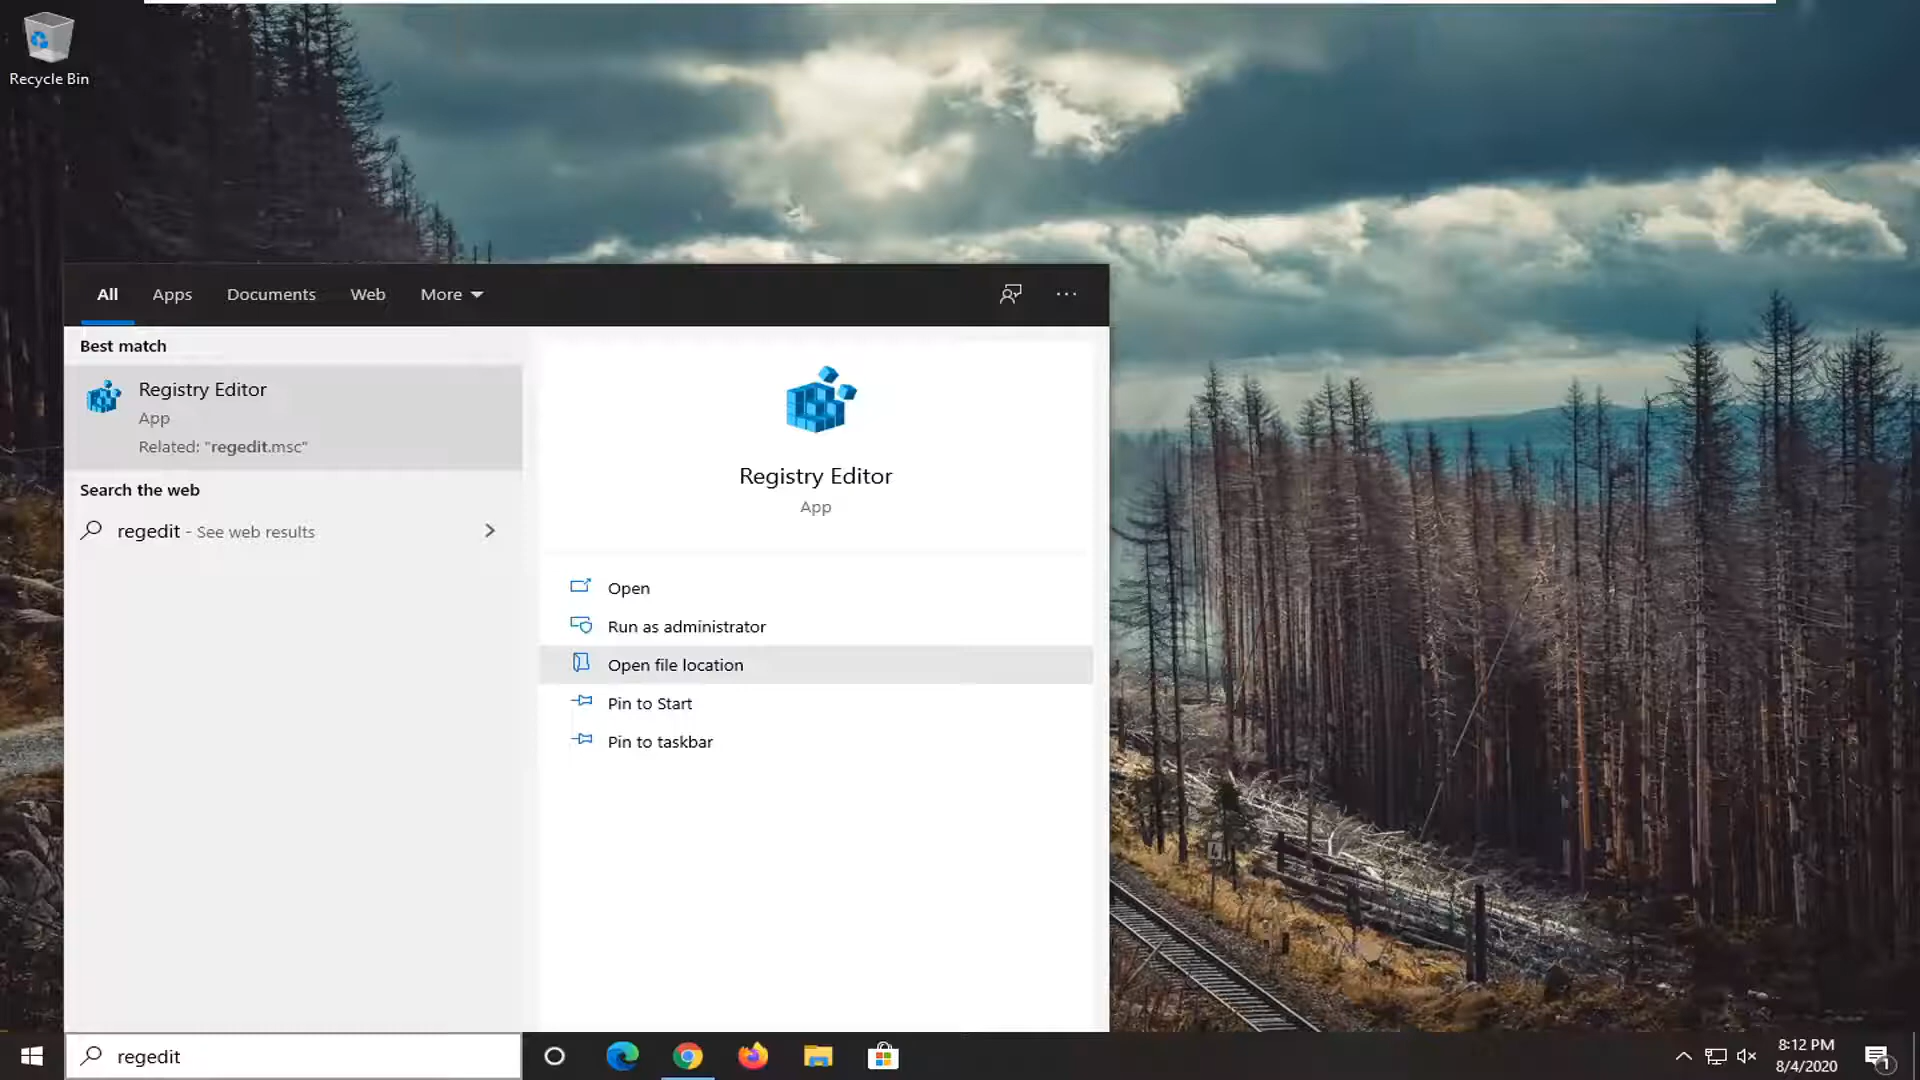 Recycle Bin
All Apps Documents Web More
Best match
Registry Editor
App
Related: "regedit.msc"
Search the web
regedit - See web results
Registry Editor
App
Open
Run as administrator
Open file location
Pin to Start
Pin to taskbar
regedit
8:12 PM
8/4/2020
1